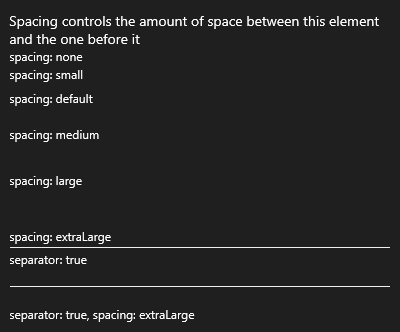 Spacing controls the amount of space between this element
and the one before it
spacing: none
spacing: small
spacing: default
spacing: medium
spacing: large
spacing: extraLarge
separator: true
separator: true, spacing: extraLarge